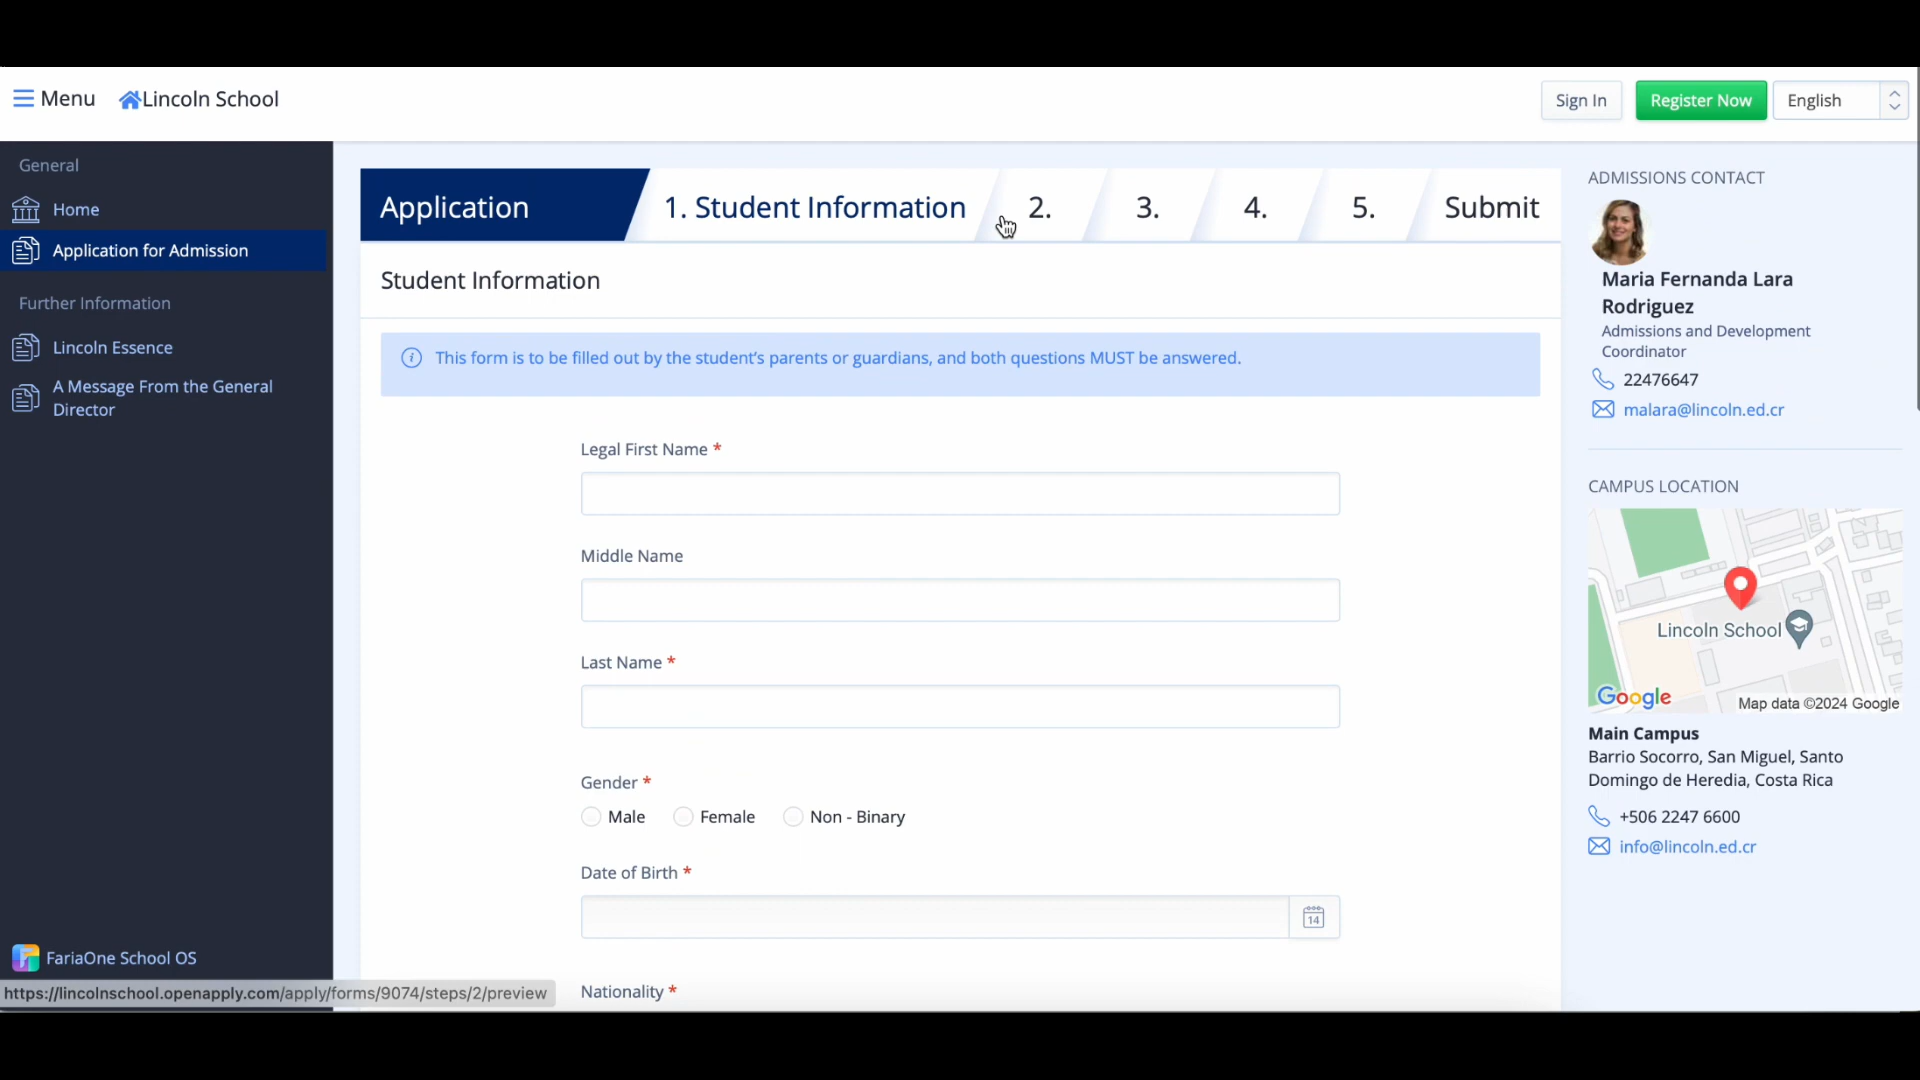 Menu
Lincoln School
Sign In
Register Now
English
General
Home
Application for Admission
Further Information
Lincoln Essence
A Message From the General
Director
FariaOne School OS
https://lincolnschool.openapply.com/apply/forms/9074/steps/2/preview
Application
1. Student Information
2.
3.
4.
5.
Submit
Student Information
This form is to be filled out by the student's parents or guardians, and both questions MUST be answered.
Legal First Name *
Middle Name
Last Name *
Gender *
Male
Female
Non - Binary
Date of Birth *
14
Nationality *
ADMISSIONS CONTACT
Maria Fernanda Lara
Rodriguez
Admissions and Development
Coordinator
22476647
malara@lincoln.ed.cr
CAMPUS LOCATION
Lincoln School
Google
Map data ©2024 Google
Main Campus
Barrio Socorro, San Miguel, Santo
Domingo de Heredia, Costa Rica
+506 2247 6600
info@lincoln.ed.cr